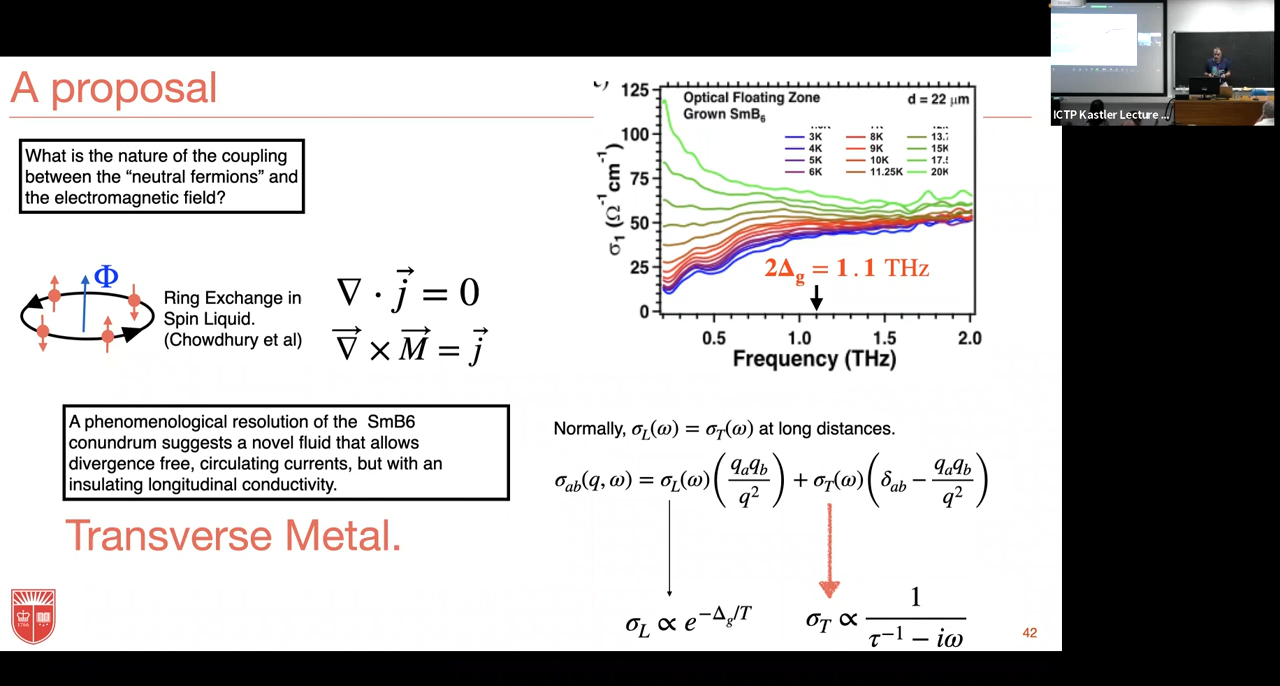 A proposal
What is the nature of the coupling
between the “neutral fermions” and
the electromagnetic field?
Φ
Ring Exchange in
Spin Liquid.
(Chowdhury et al)
∇ · j⃗ = 0
∇⃗ × M⃗ = j⃗
A phenomenological resolution of the SmB6
conundrum suggests a novel fluid that allows
divergence free, circulating currents, but with an
insulating longitudinal conductivity.
Transverse Metal.
Optical Floating Zone
Grown SmB₆
d = 22 μm
3K 8K 13.
4K 9K 15K
5K 10K 17.
6K 11.25K 20K
125
100
75
50
25
0
σ₁ (Ω⁻¹cm⁻¹)
2Δg = 1.1 THz
0.5 1.0 1.5 2.0
Frequency (THz)
Normally, σL(ω) = σT(ω) at long distances.
σab(q, ω) = σL(ω)(qaqb/q²) + σT(ω)(δab − qaqb/q²)
σL ∝ e^(−Δg/T)
σT ∝ 1/(τ⁻¹ − iω)
1766
42
ICTP Kastler Lecture ...